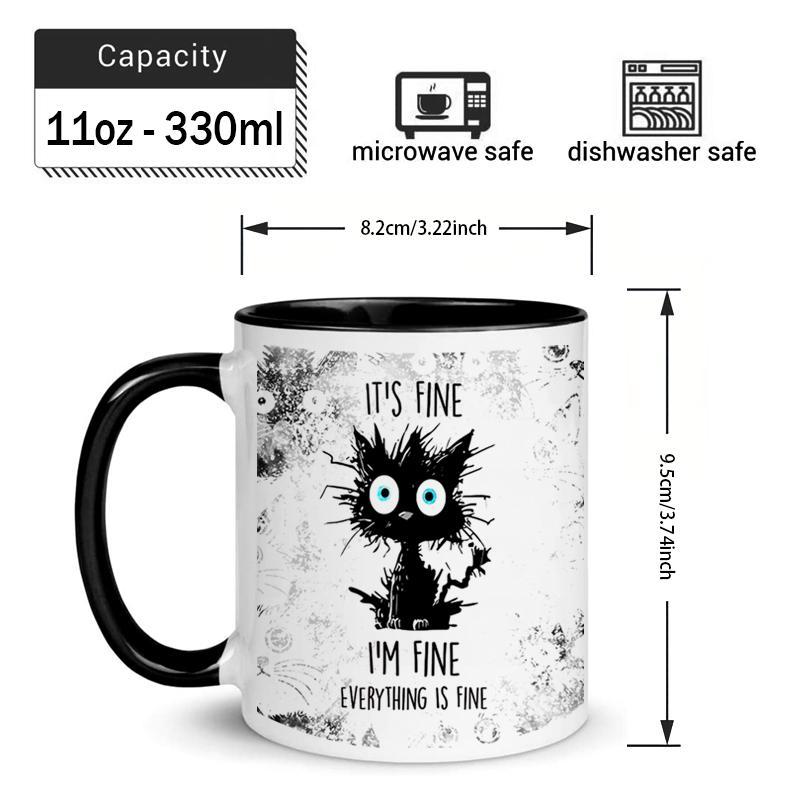 Capacity
11oz - 330ml
microwave safe
dishwasher safe
8.2cm/3.22inch
9.5cm/3.74inch
IT'S FINE
I'M FINE
EVERYTHING IS FINE